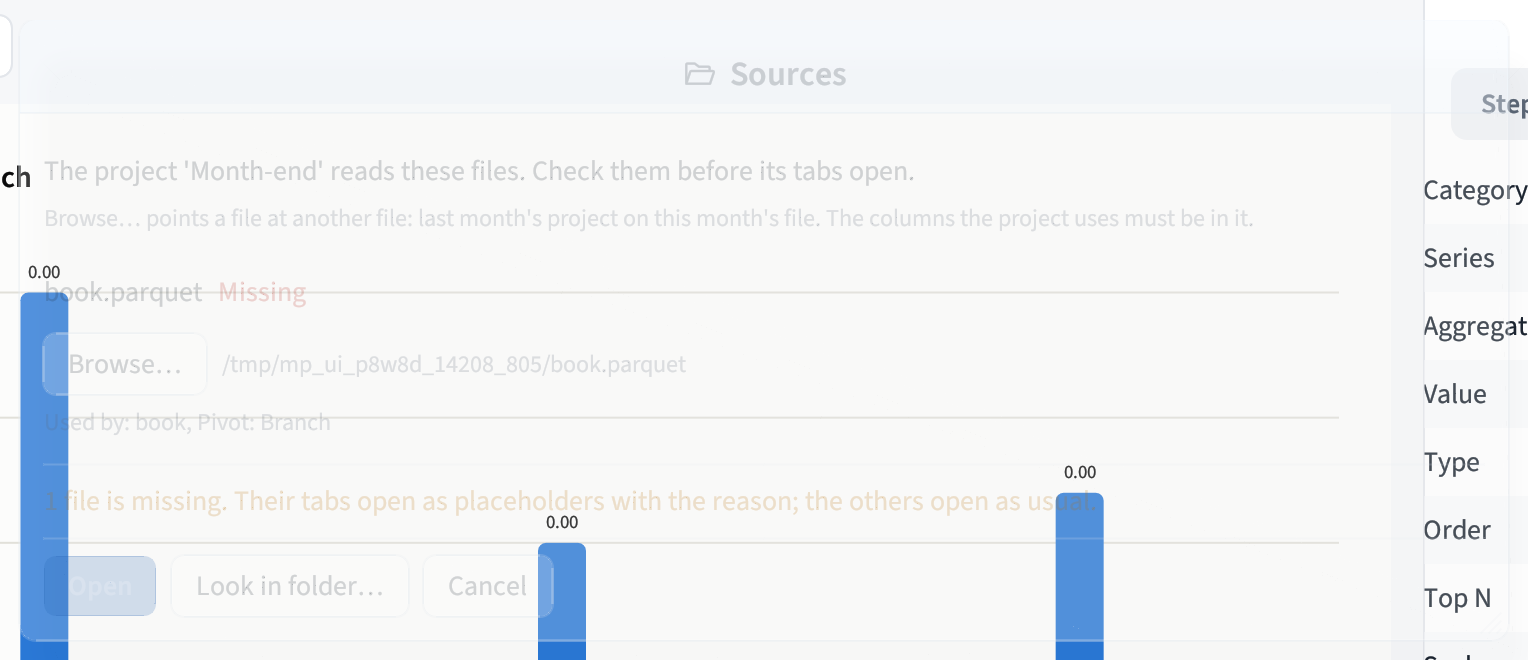 Sources
Step
ch
The project 'Month-end' reads these files. Check them before its tabs open.
Category
Browse… points a file at another file: last month's project on this month's file. The columns the project uses must be in it.
Series
0.00
book.parquet Missing
Aggregat
Browse… /tmp/mp_ui_p8w8d_14208_805/book.parquet
Value
Used by: book, Pivot: Branch
Type
0.00
1 file is missing. Their tabs open as placeholders with the reason; the others open as usual.
0.00
Order
Open Look in folder… Cancel
Top N